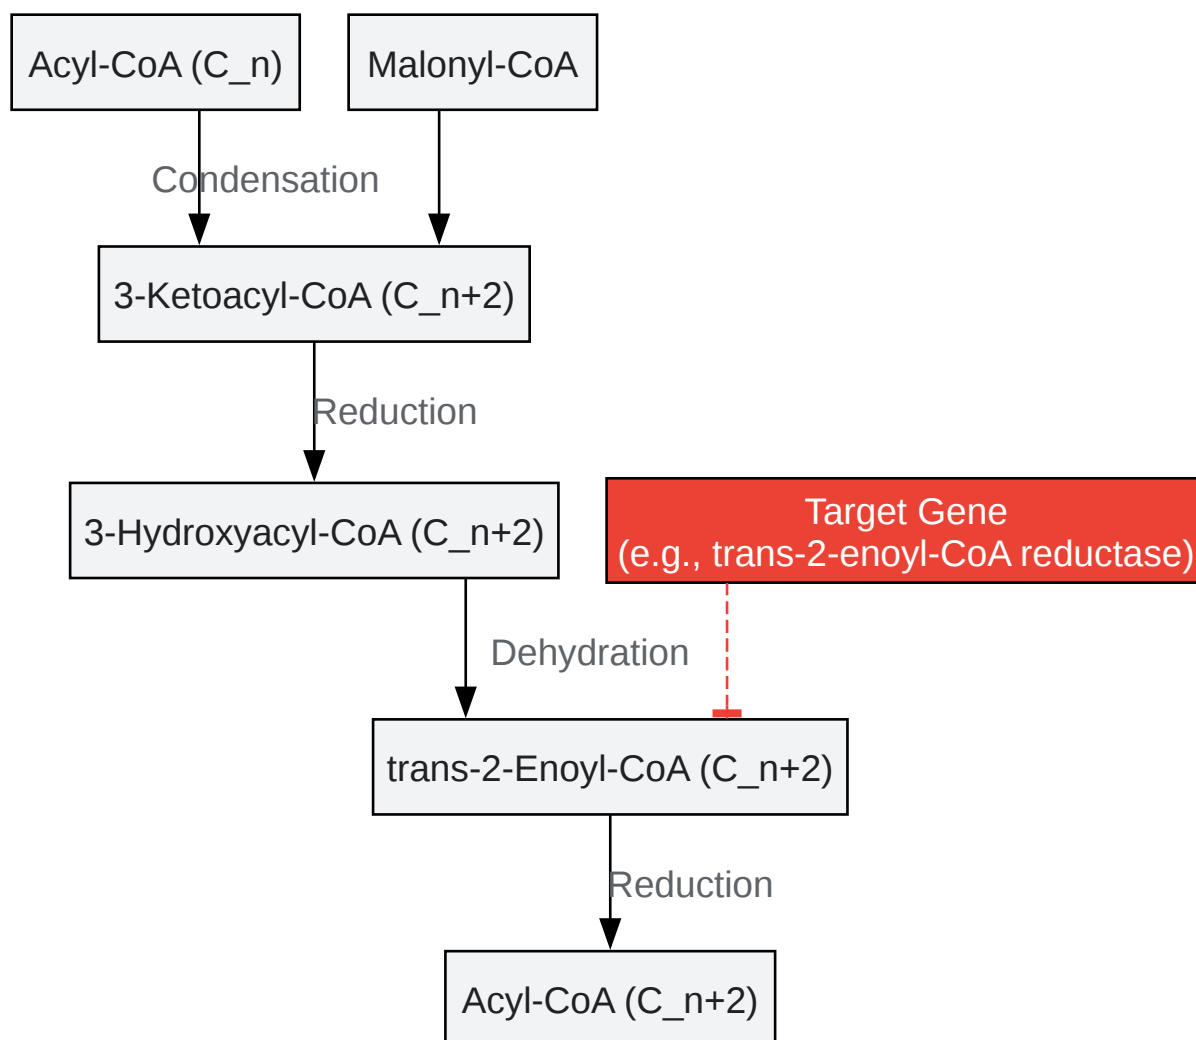 Acyl-CoA (C_n)
Malonyl-CoA
Condensation
3-Ketoacyl-CoA (C_n+2)
Reduction
3-Hydroxyacyl-CoA (C_n+2)
Target Gene
(e.g., trans-2-enoyl-CoA reductase)
Dehydration
trans-2-Enoyl-CoA (C_n+2)
Reduction
Acyl-CoA (C_n+2)